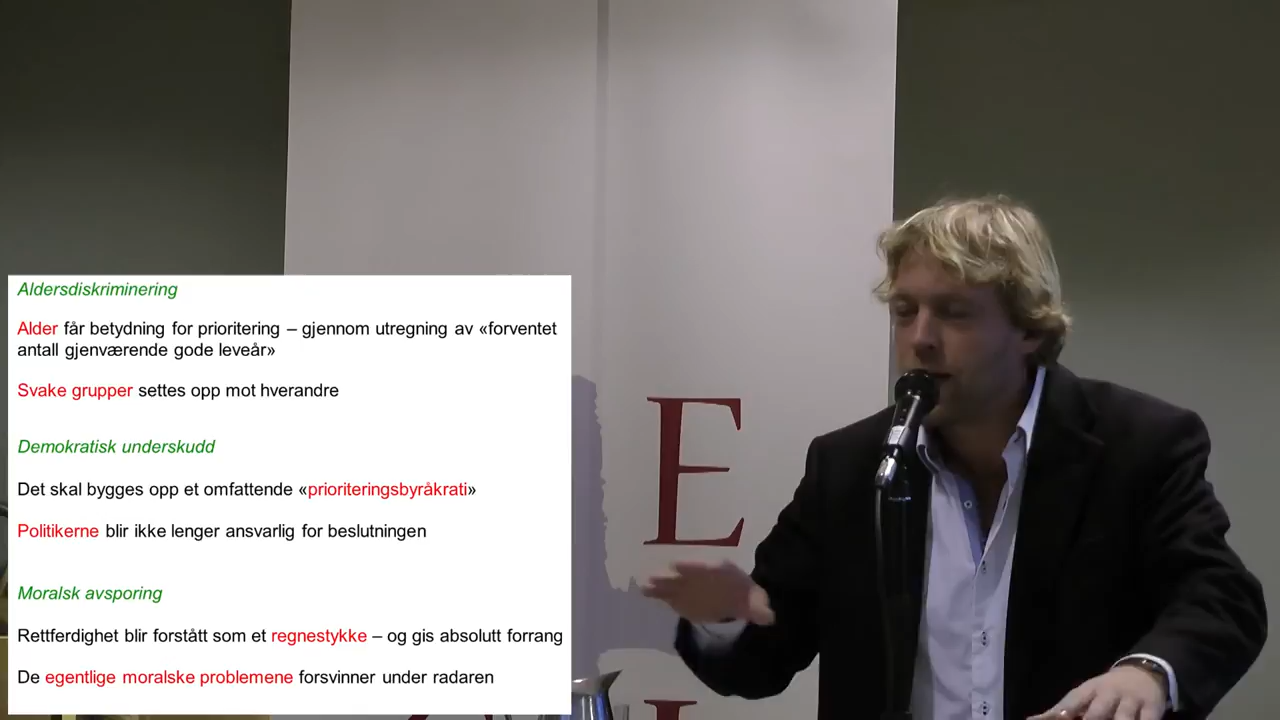 Aldersdiskriminering
Alder får betydning for prioritering – gjennom utregning av «forventet
antall gjenværende gode leveår»
Svake grupper settes opp mot hverandre
Demokratisk underskudd
Det skal bygges opp et omfattende «prioriteringsbyråkrati»
Politikerne blir ikke lenger ansvarlig for beslutningen
Moralsk avsporing
Rettferdighet blir forstått som et regnestykke – og gis absolutt forrang
De egentlige moralske problemene forsvinner under radaren
E